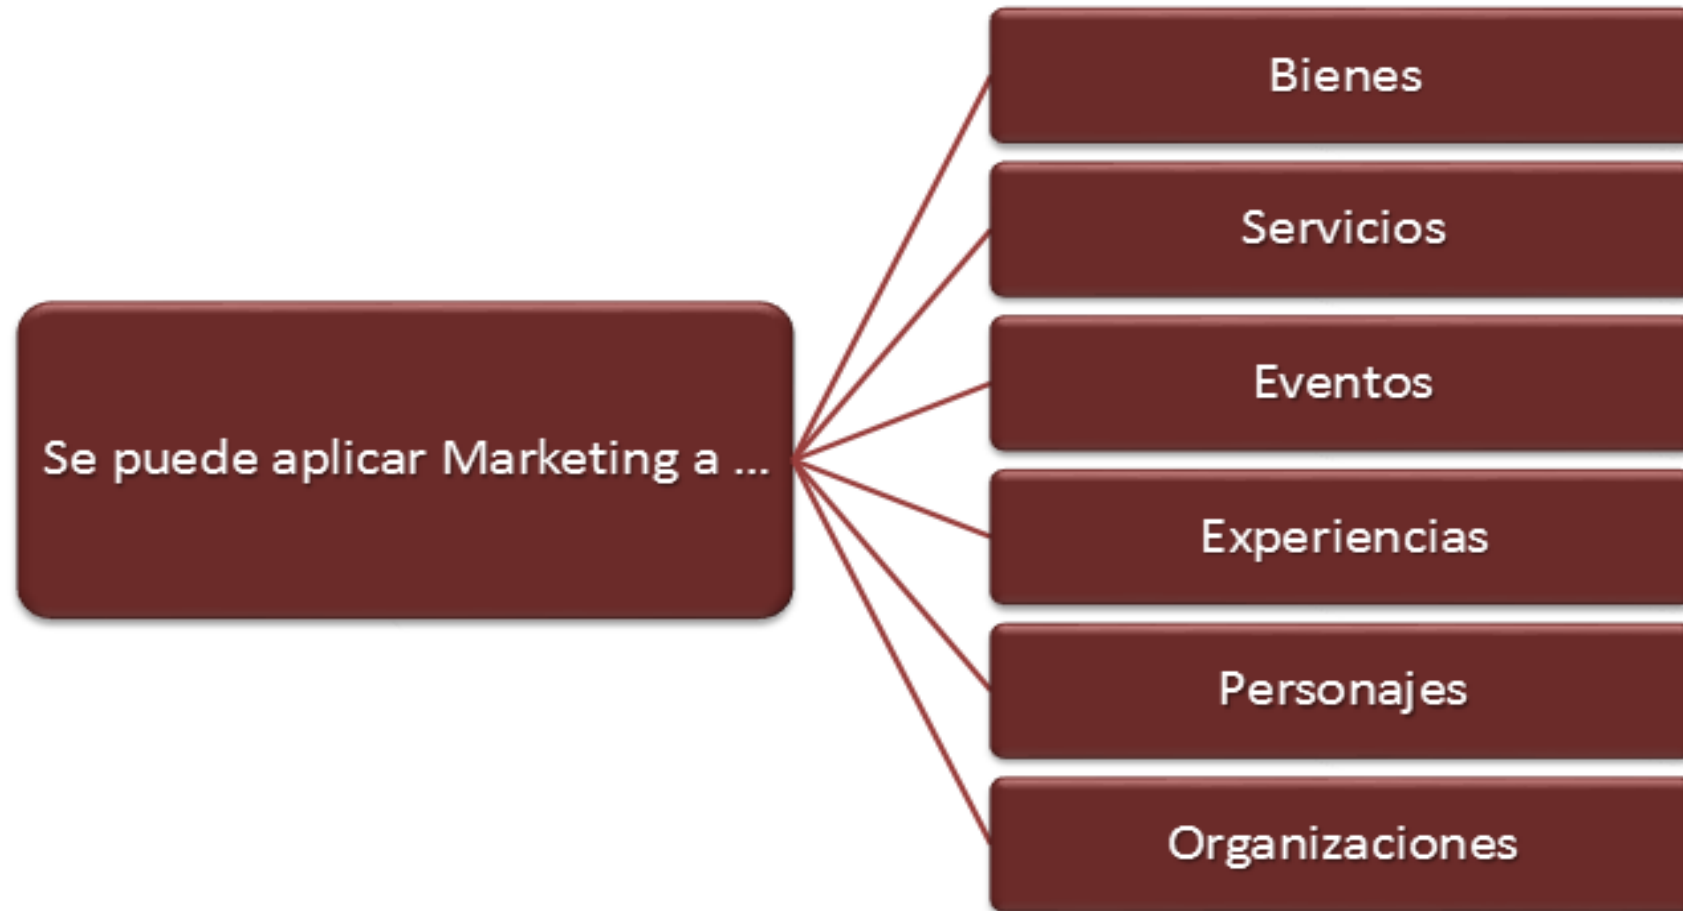 Se puede aplicar Marketing a ...
Bienes
Servicios
Eventos
Experiencias
Personajes
Organizaciones